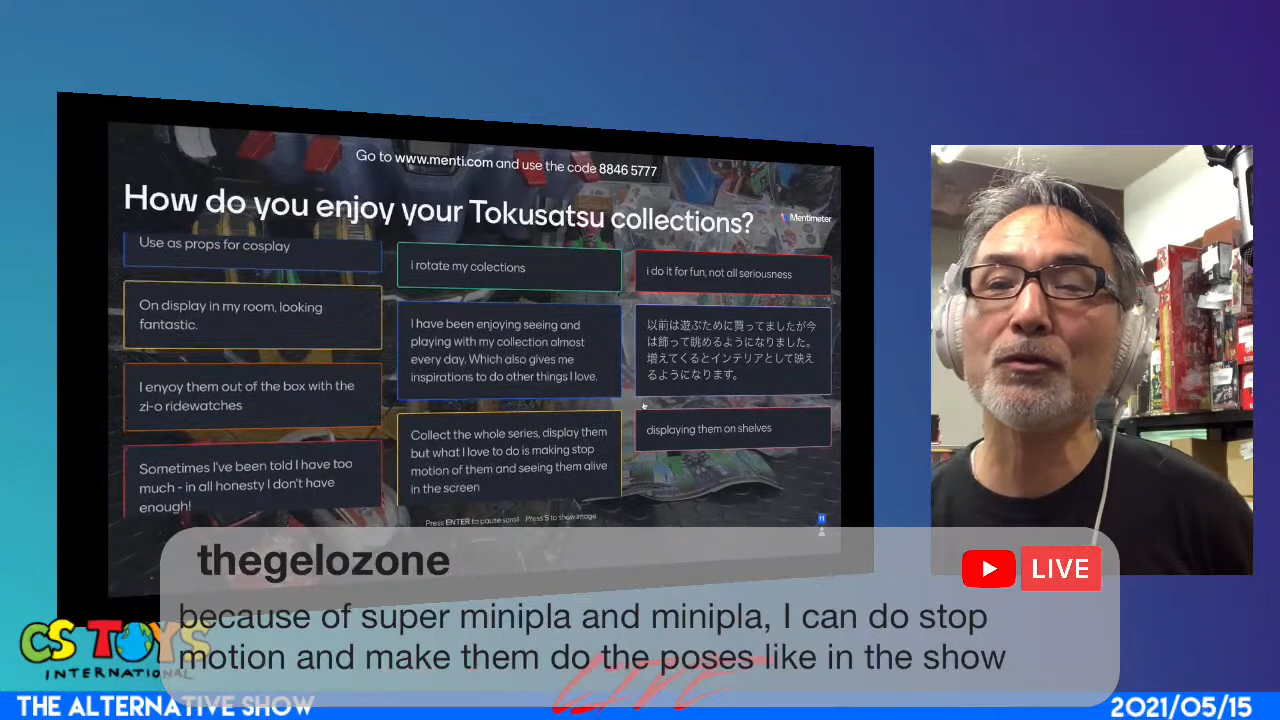 Go to www.menti.com and use the code 8846 5777
How do you enjoy your Tokusatsu collections?
Mentimeter
Use as props for cosplay
On display in my room, looking
fantastic.
I enyoy them out of the box with the
zi-o ridewatches
Sometimes I've been told I have too
much - in all honesty I don't have
enough!
I rotate my colections
I have been enjoying seeing and
playing with my collection almost
every day. Which also gives me
inspirations to do other things I love.
Collect the whole series, display them
but what I love to do is making stop
motion of them and seeing them alive
in the screen
i do it for fun, not all seriousness
以前は遊ぶために買ってましたが今
は飾って眺めるようになりました。
増えてくるとインテリアとして映え
るようになります。
displaying them on shelves
Press ENTER to pause scroll Press S to show image
11
thegelozone
LIVE
because of super minipla and minipla, I can do stop
motion and make them do the poses like in the show
CS TOYS
INTERNATIONAL
THE ALTERNATIVE SHOW
LIVE
2021/05/15